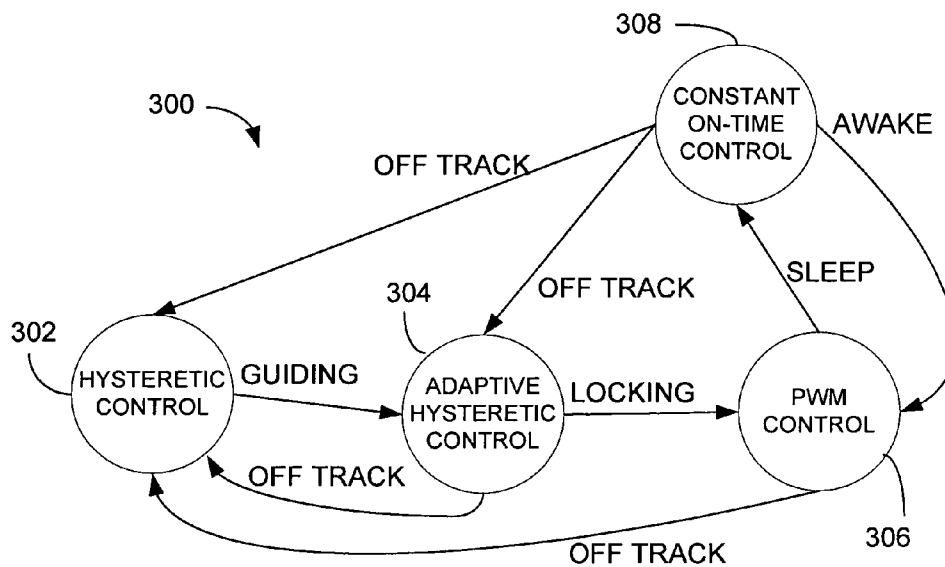 308
CONSTANT
ON-TIME
CONTROL
AWAKE
300
OFF TRACK
SLEEP
OFF TRACK
304
302
HYSTERETIC
CONTROL
GUIDING
ADAPTIVE
HYSTERETIC
CONTROL
LOCKING
PWM
CONTROL
OFF TRACK
306
OFF TRACK